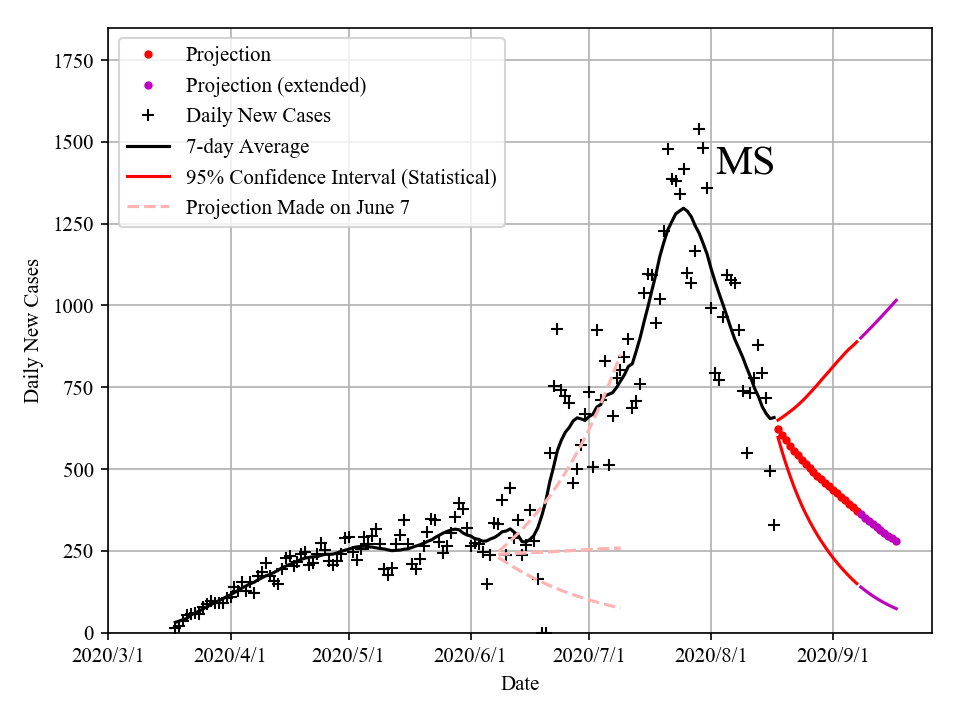 1750
1500
1250
1000
750
500
250
0
Daily New Cases
Projection
Projection (extended)
Daily New Cases
7-day Average
95% Confidence Interval (Statistical)
Projection Made on June 7
MS
2020/3/1 2020/4/1 2020/5/1 2020/6/1 2020/7/1 2020/8/1 2020/9/1
Date